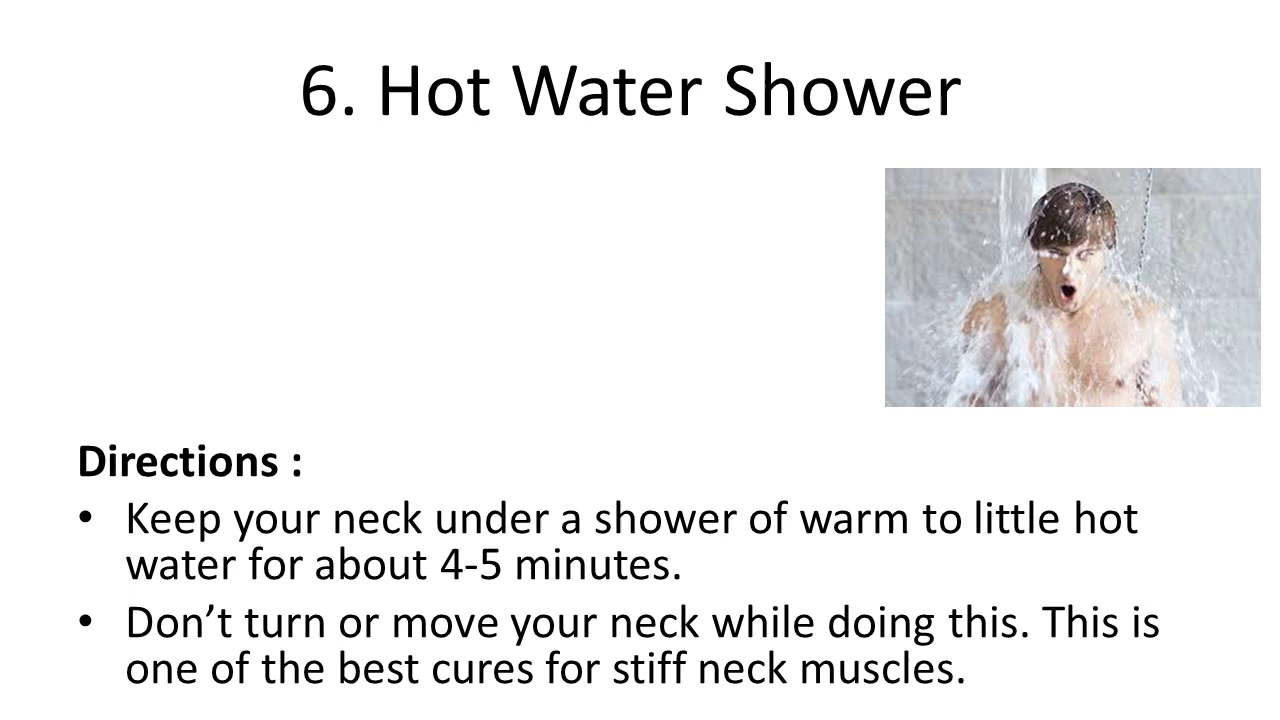 6. Hot Water Shower
Directions :
• Keep your neck under a shower of warm to little hot
water for about 4-5 minutes.
• Don’t turn or move your neck while doing this. This is
one of the best cures for stiff neck muscles.